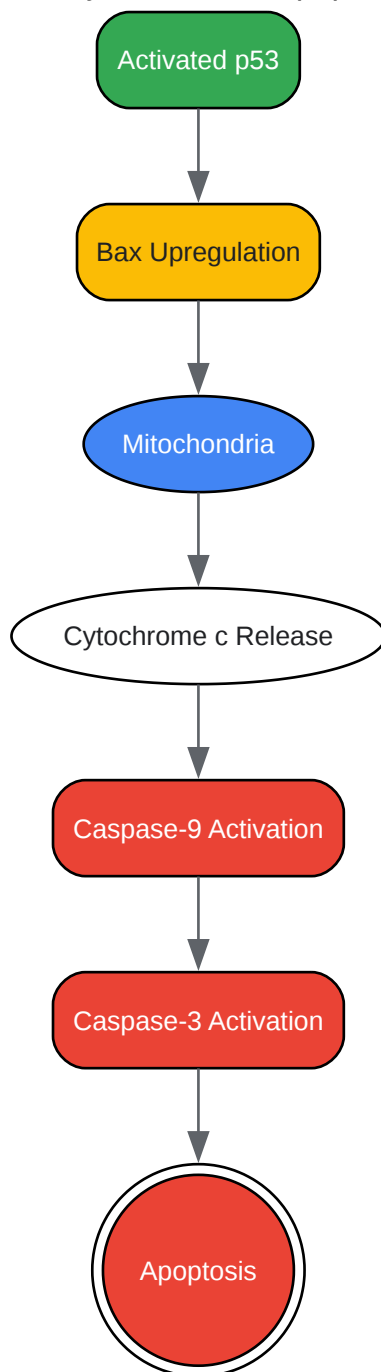 Activated p53
Bax Upregulation
Mitochondria
Cytochrome c Release
Caspase-9 Activation
Caspase-3 Activation
Apoptosis